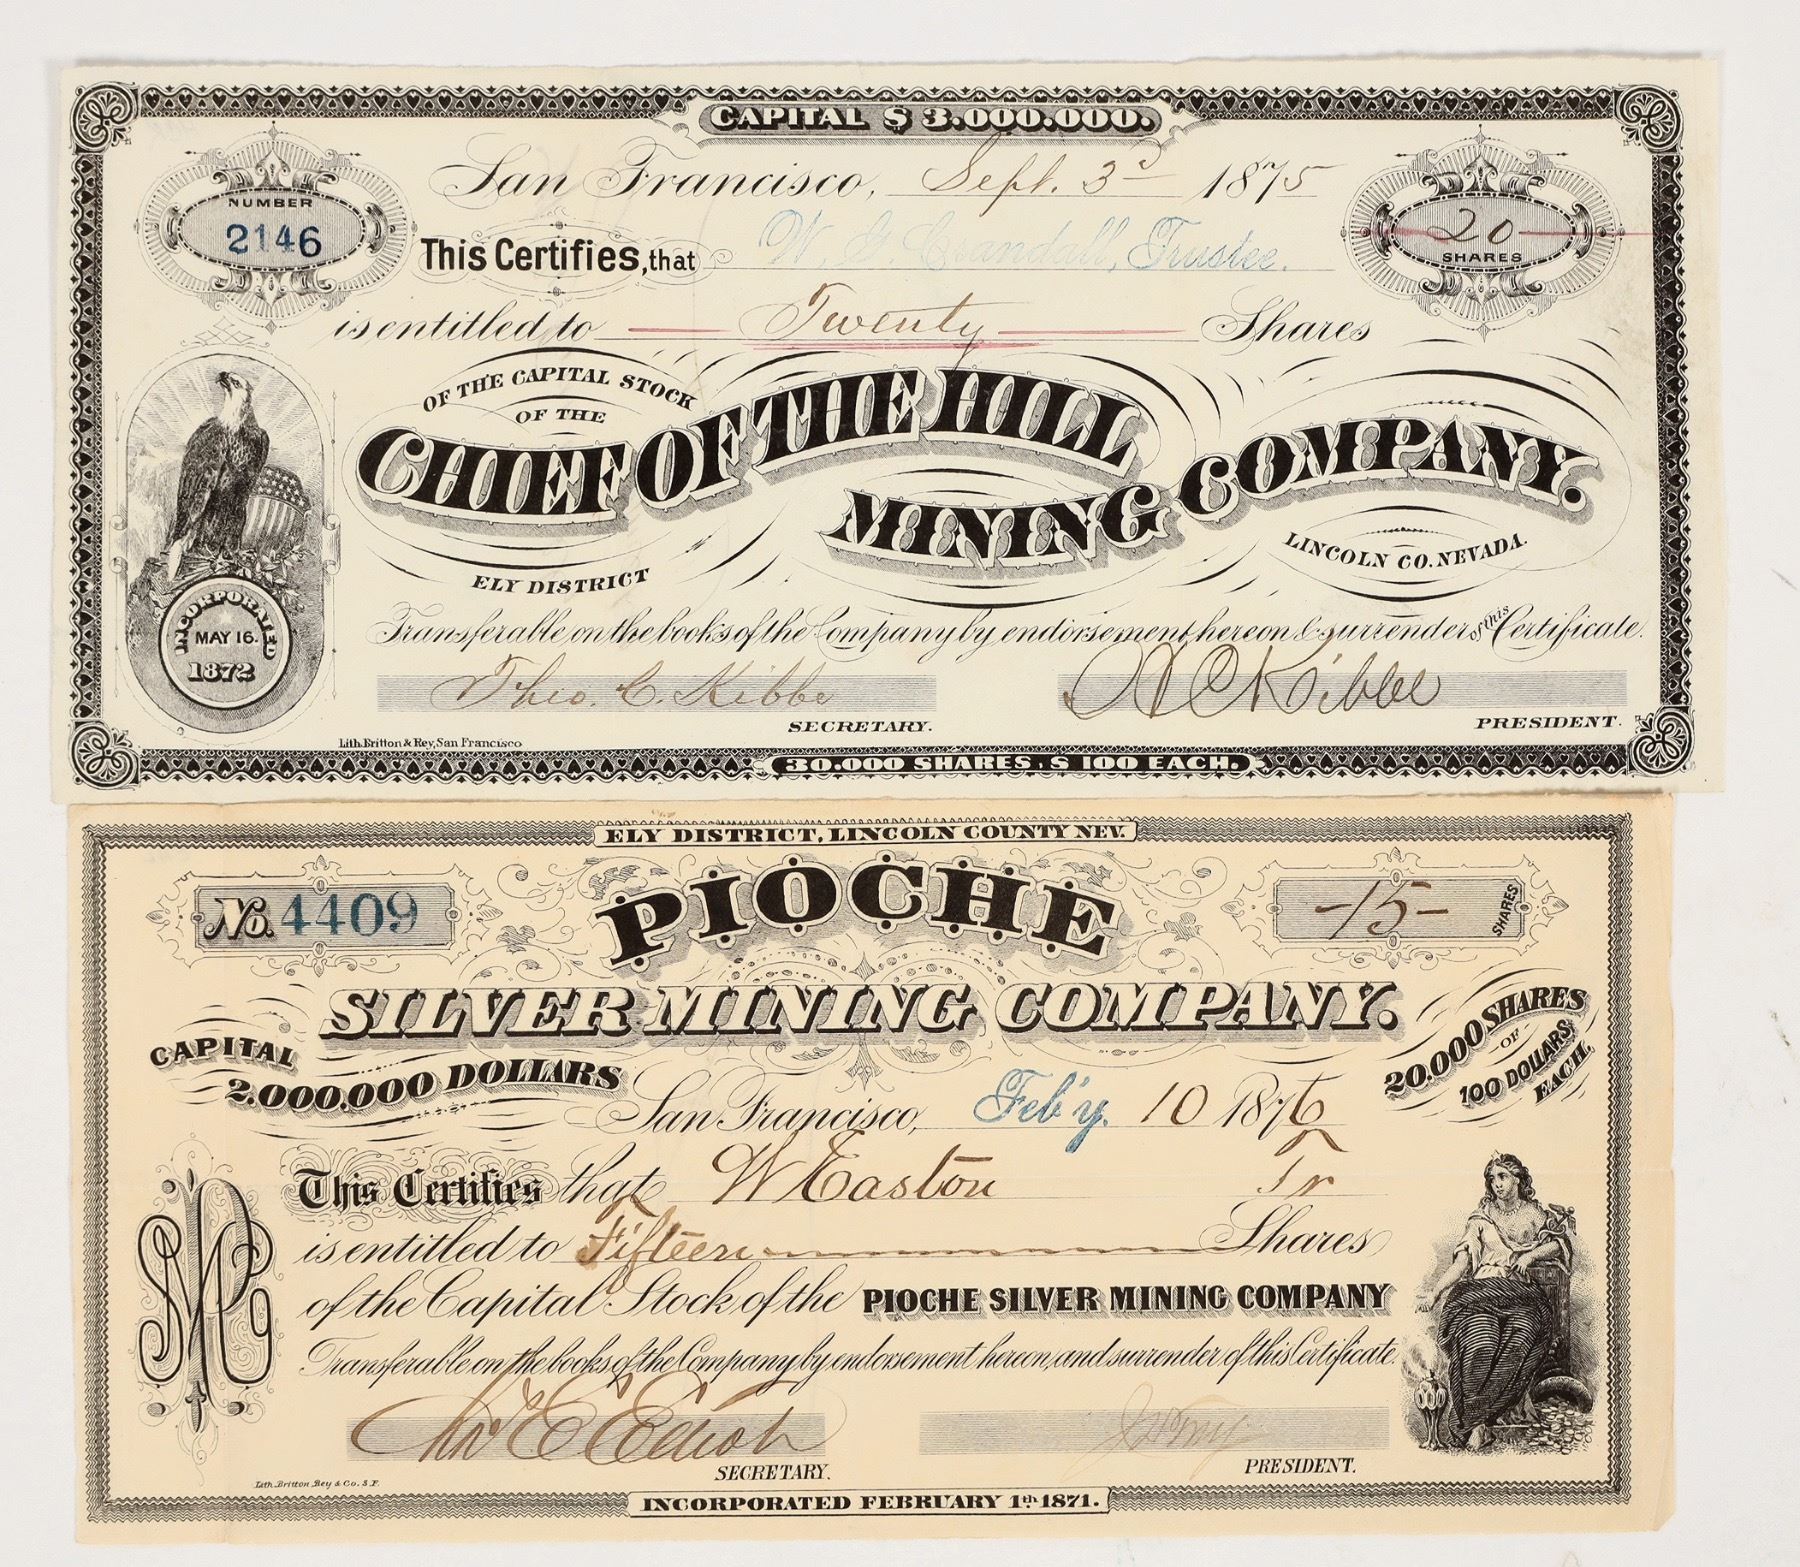 CAPITAL $ 3.000.000.
San Francisco, Sept. 3d 1875
NUMBER
2146
This Certifies, that W. F. Crandall, Trustee.
20
SHARES
is entitled to Twenty Shares
OF THE CAPITAL STOCK
OF THE
CHIEF OF THE HILL
MINING COMPANY.
ELY DISTRICT
LINCOLN CO. NEVADA.
INCORPORATED
MAY 16.
1872
Transferable on the books of the Company by endorsement hereon & surrender of this Certificate.
Theo. C. Kibbe
A C Kibbe
SECRETARY.
PRESIDENT.
Lith. Britton & Rey, San Francisco
30.000 SHARES. $ 100 EACH.
ELY DISTRICT, LINCOLN COUNTY NEV.
No. 4409
PIOCHE
-15-
SHARES
SILVER MINING COMPANY.
CAPITAL
2.000,000 DOLLARS
20.000 SHARES
OF
100 DOLLARS
EACH.
San Francisco, Feb'y. 10 1876
This Certifies that W Easton Tr
is entitled to Fifteen Shares
of the Capital Stock of the PIOCHE SILVER MINING COMPANY
Transferable on the books of the Company by endorsement hereon, and surrender of this Certificate.
E Elliott
SECRETARY.
PRESIDENT.
Lith. Britton Rey & Co. S.F.
INCORPORATED FEBRUARY 1th 1871.